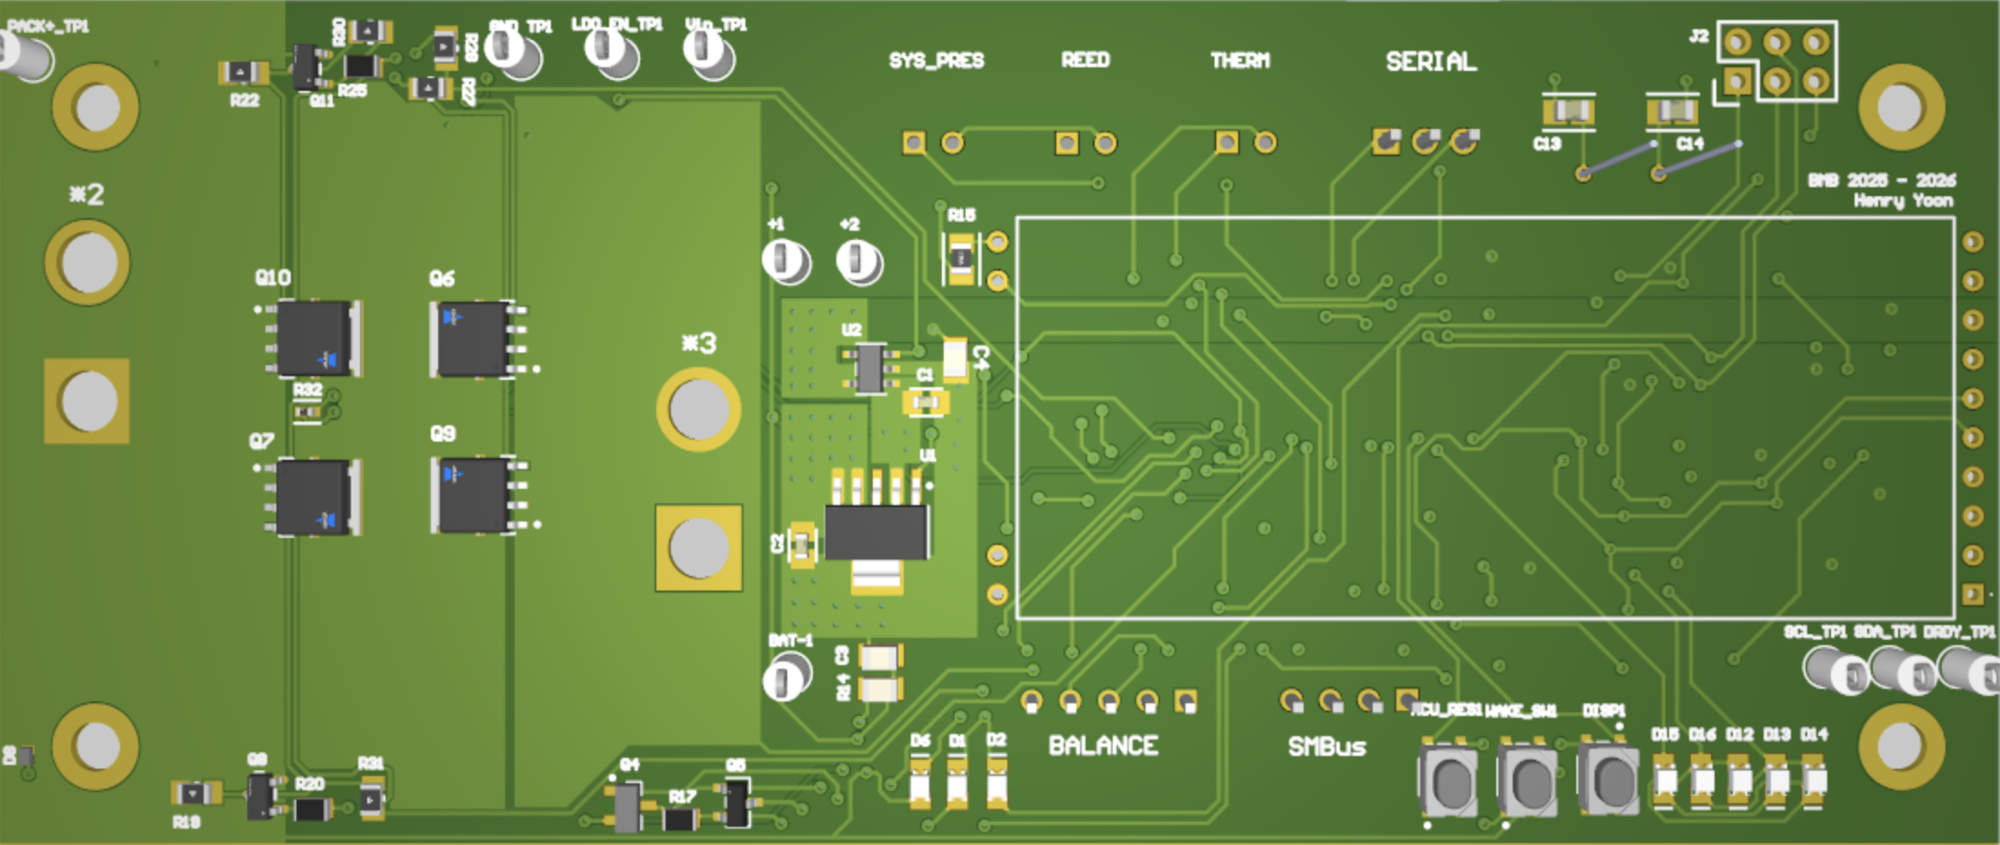 PACK+_TP1
R30
R28
GND_TP1
LDO_EN_TP1
Vin_TP1
R22
Q11
R25
R27
SYS_PRES
REED
THERM
SERIAL
J2
C13
C14
BMB 2025 - 2026
Henry Yoon
*2
+1
+2
R15
Q10
Q6
U2
*3
C4
C1
R32
Q7
Q9
U1
C2
BAT-1
C3
R14
SCL_TP1 SDA_TP1 DRDY_TP1
MCU_RES1
WAKE_SW1
DISP1
BALANCE
SMBus
D6
D1
D2
D15
D16
D12
D13
D14
Q8
R31
R20
R19
Q4
Q5
R17